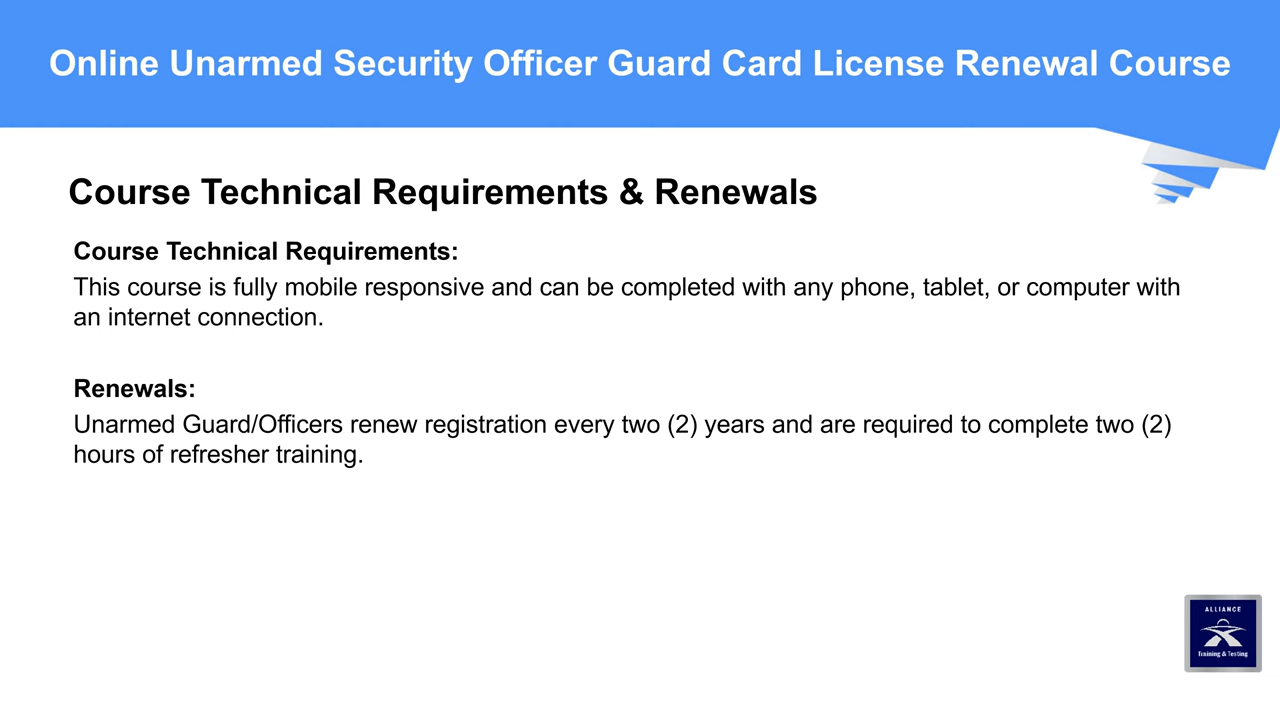 Online Unarmed Security Officer Guard Card License Renewal Course
Course Technical Requirements & Renewals
Course Technical Requirements:
This course is fully mobile responsive and can be completed with any phone, tablet, or computer with
an internet connection.
Renewals:
Unarmed Guard/Officers renew registration every two (2) years and are required to complete two (2)
hours of refresher training.
ALLIANCE
Training & Testing